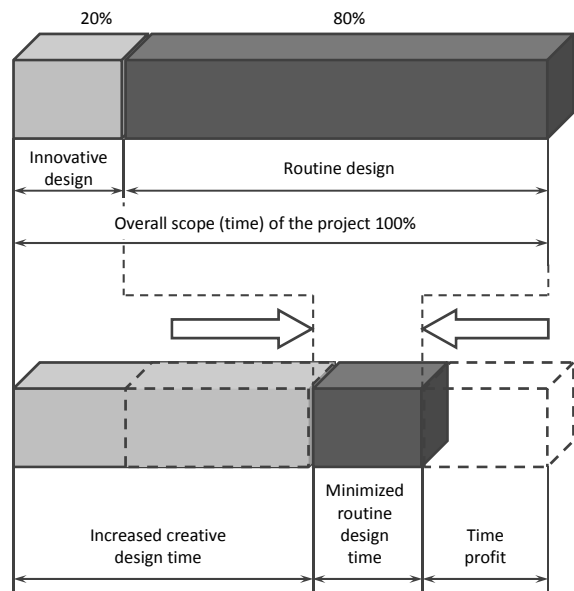 20%
80%
Innovative
design
Routine design
Overall scope (time) of the project 100%
Increased creative
design time
Minimized
routine
design
time
Time
profit